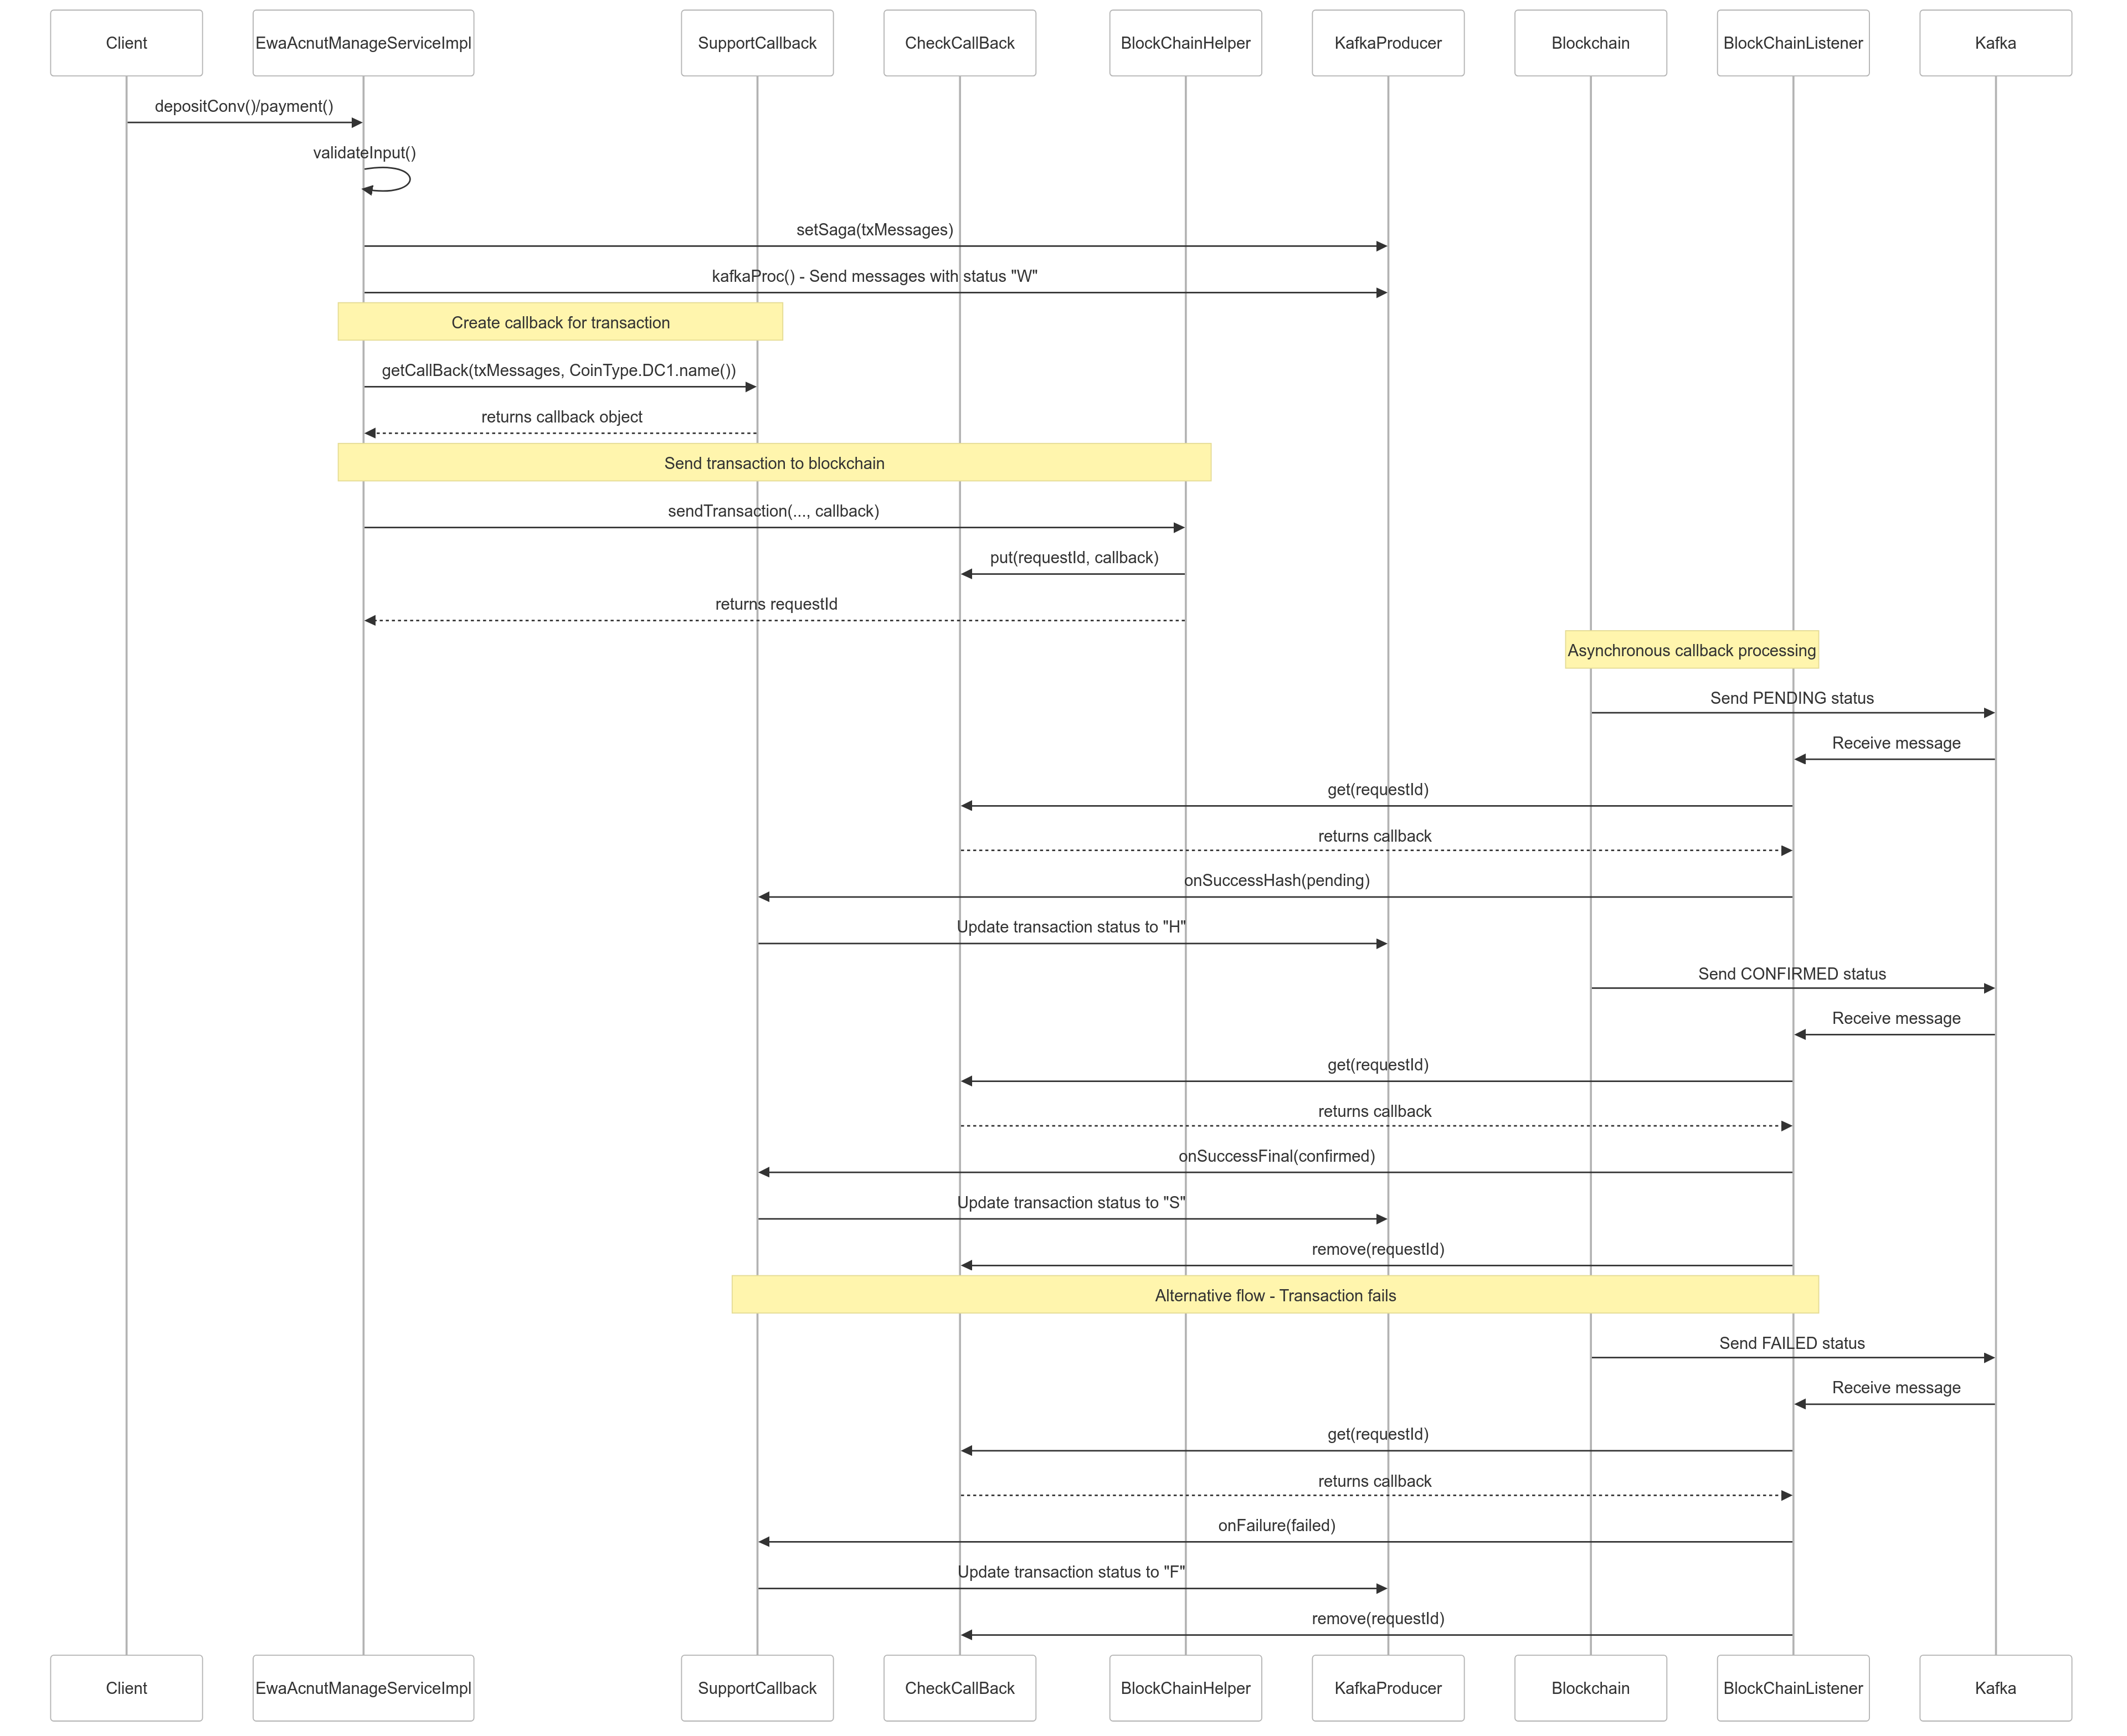 Client
EwaAcnutManageServiceImpl
SupportCallback
CheckCallBack
BlockChainHelper
KafkaProducer
Blockchain
BlockChainListener
Kafka
depositConv()/payment()
validateInput()
setSaga(txMessages)
kafkaProc() - Send messages with status "W"
Create callback for transaction
getCallBack(txMessages, CoinType.DC1.name())
returns callback object
Send transaction to blockchain
sendTransaction(..., callback)
put(requestId, callback)
returns requestId
Asynchronous callback processing
Send PENDING status
Receive message
get(requestId)
returns callback
onSuccessHash(pending)
Update transaction status to "H"
Send CONFIRMED status
Receive message
get(requestId)
returns callback
onSuccessFinal(confirmed)
Update transaction status to "S"
remove(requestId)
Alternative flow - Transaction fails
Send FAILED status
Receive message
get(requestId)
returns callback
onFailure(failed)
Update transaction status to "F"
remove(requestId)
Client
EwaAcnutManageServiceImpl
SupportCallback
CheckCallBack
BlockChainHelper
KafkaProducer
Blockchain
BlockChainListener
Kafka